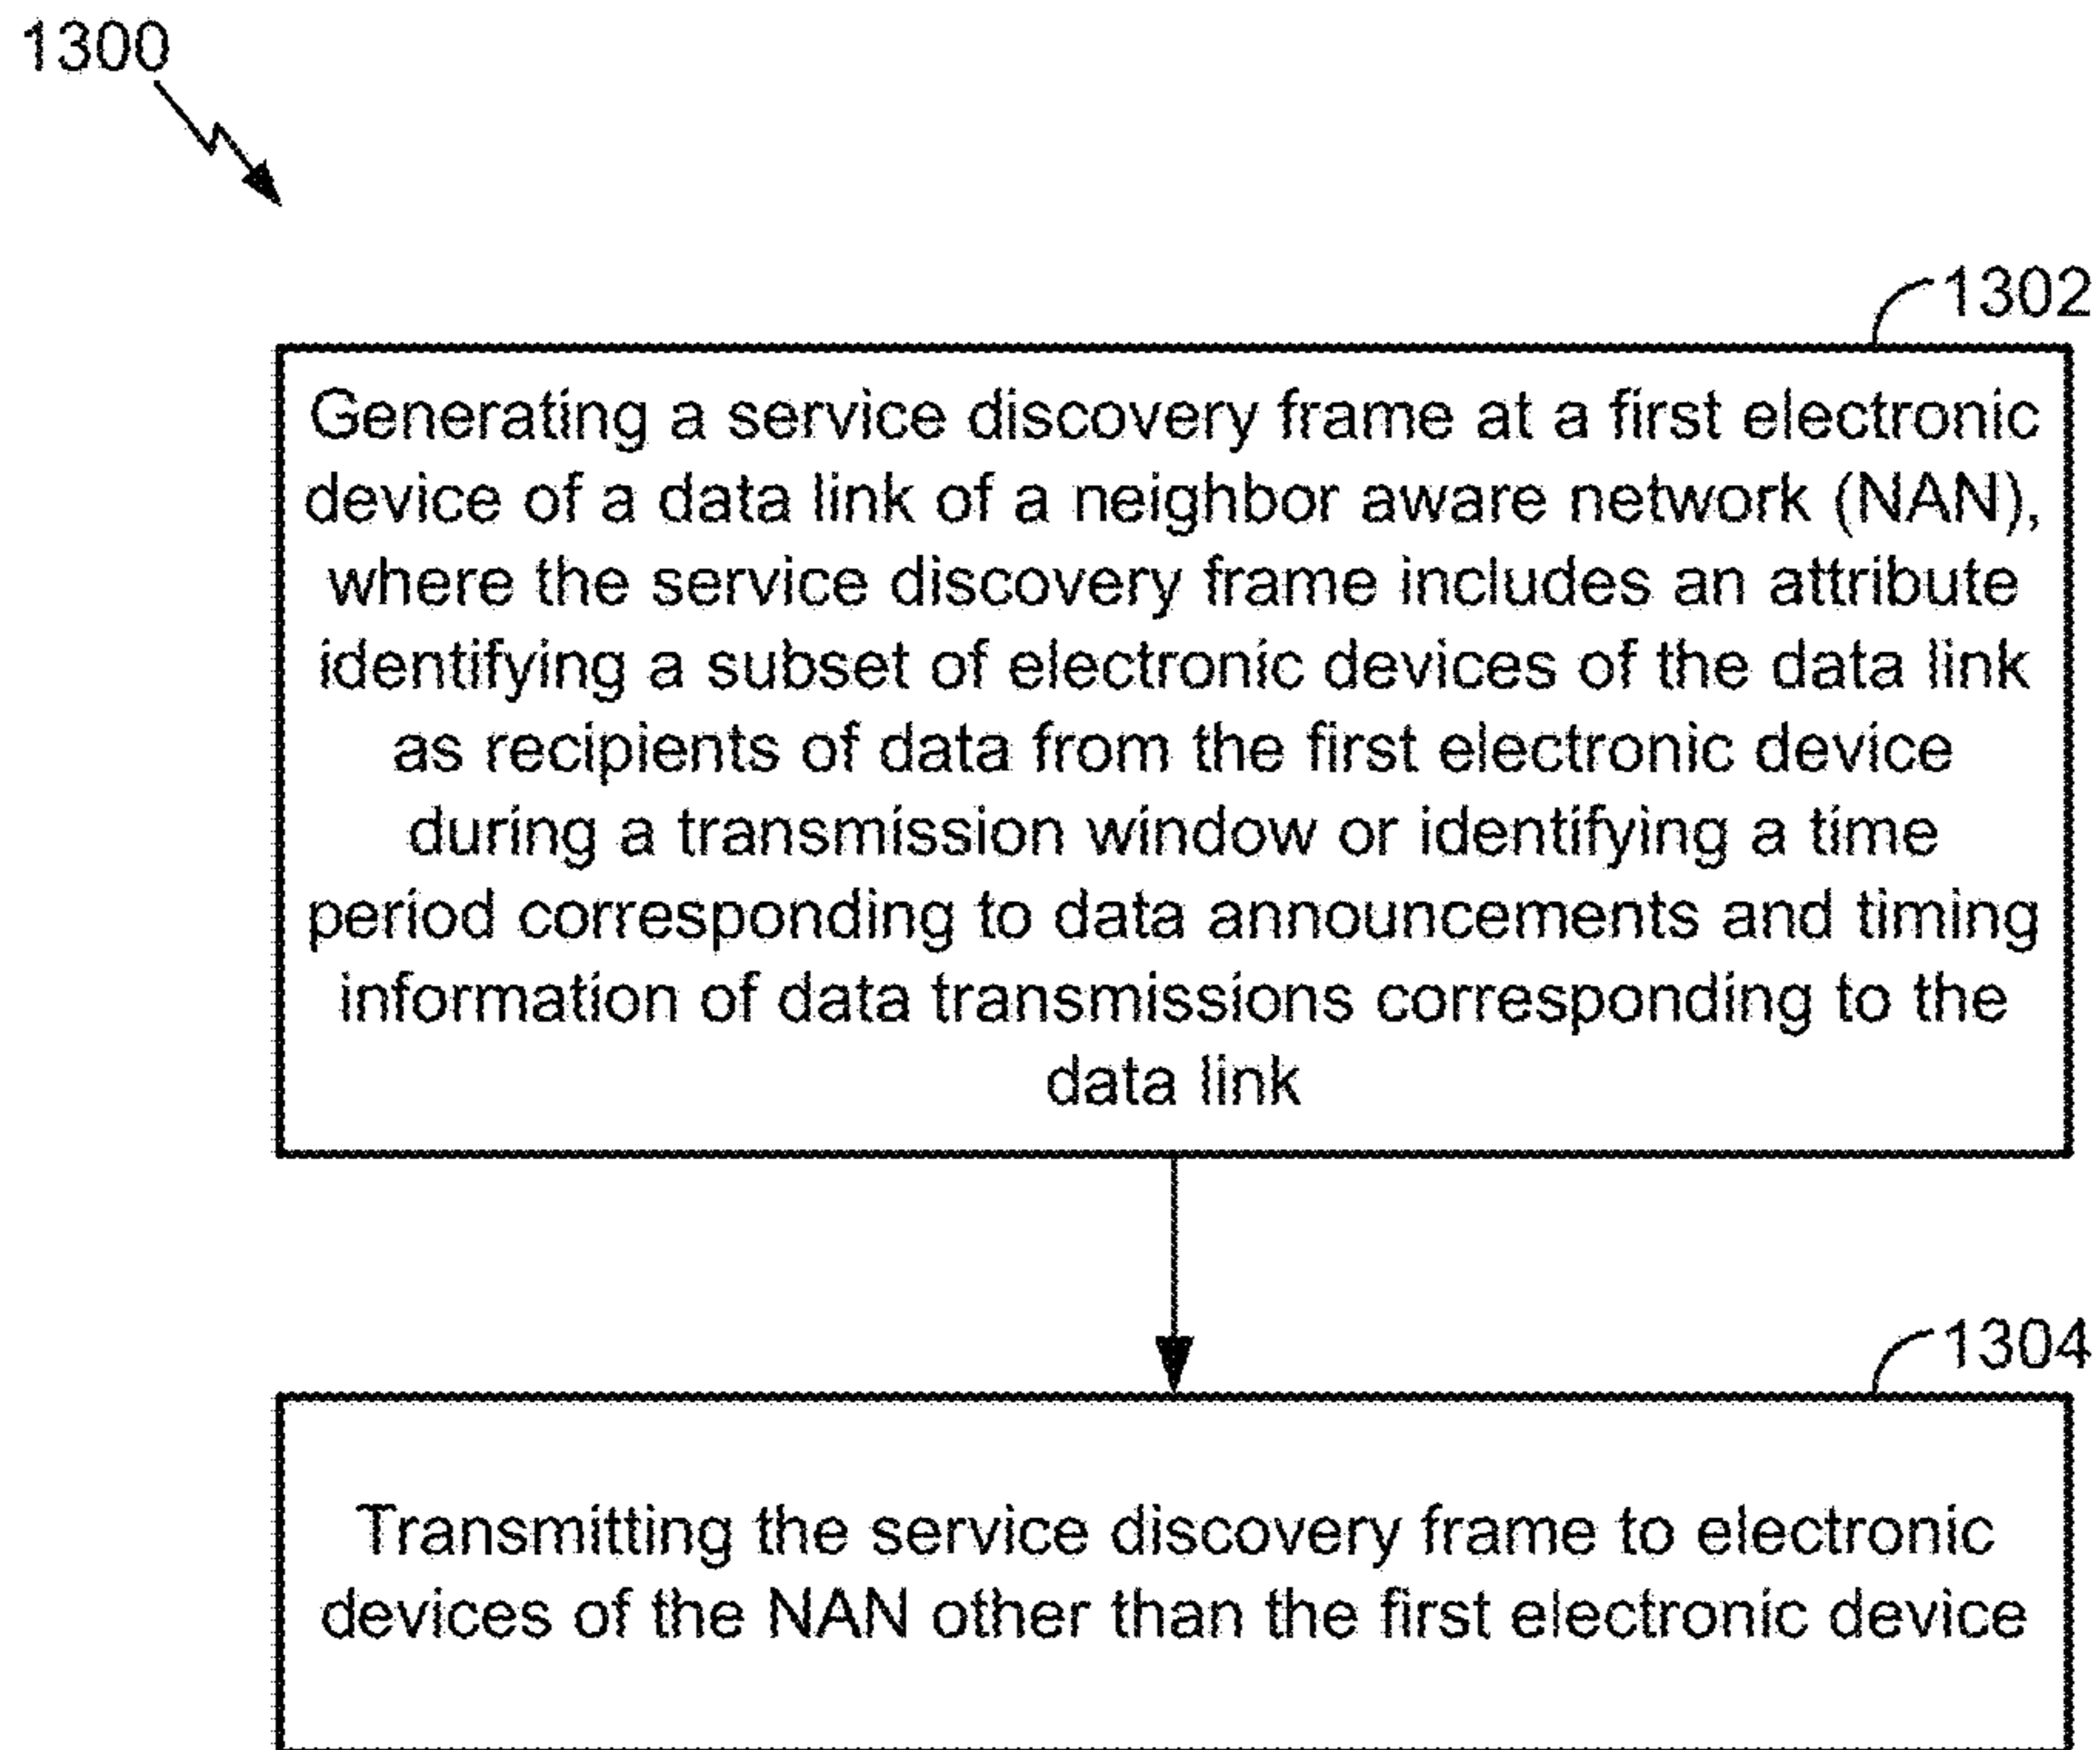 1300
1302
Generating a service discovery frame at a first electronic
device of a data link of a neighbor aware network (NAN),
where the service discovery frame includes an attribute
identifying a subset of electronic devices of the data link
as recipients of data from the first electronic device
during a transmission window or identifying a time
period corresponding to data announcements and timing
information of data transmissions corresponding to the
data link
1304
Transmitting the service discovery frame to electronic
devices of the NAN other than the first electronic device